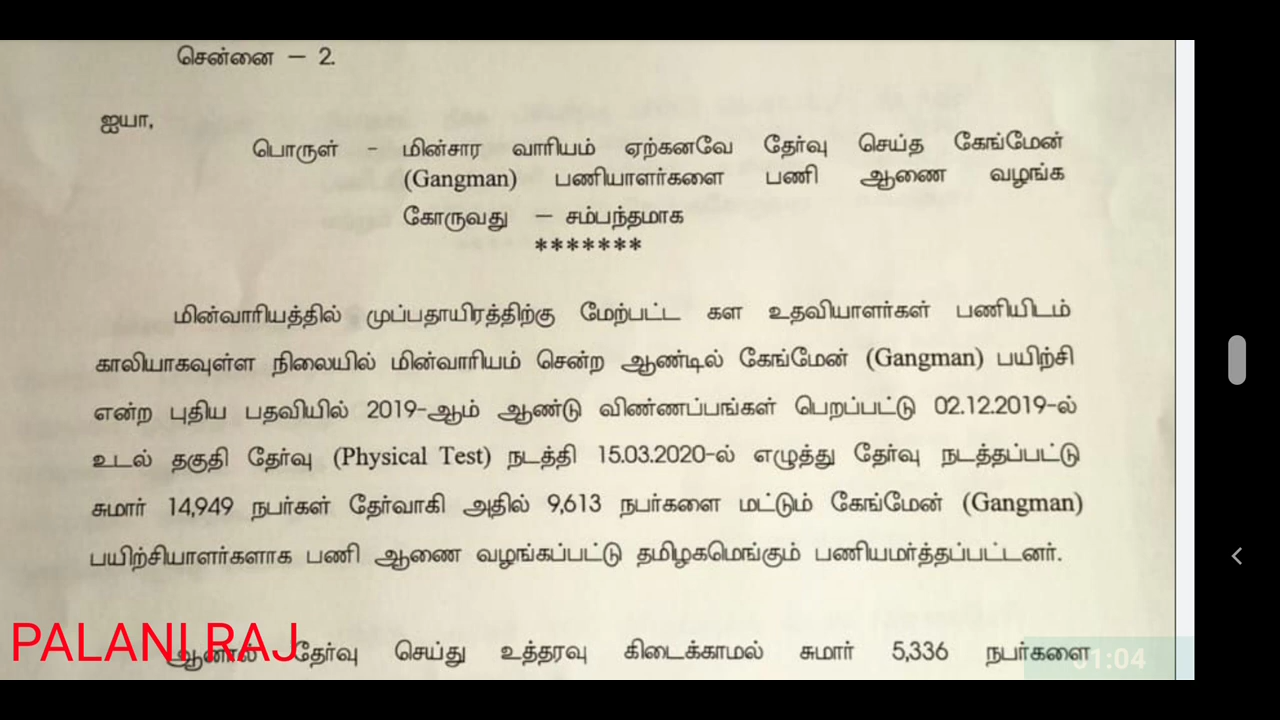 சென்னை – 2.
ஐயா,
பொருள் - மின்சார வாரியம் ஏற்கனவே தேர்வு செய்த கேங்மேன்
(Gangman) பணியாளர்களை பணி ஆணை வழங்க
கோருவது – சம்பந்தமாக
*******
மின்வாரியத்தில் முப்பதாயிரத்திற்கு மேற்பட்ட கள உதவியாளர்கள் பணியிடம்
காலியாகவுள்ள நிலையில் மின்வாரியம் சென்ற ஆண்டில் கேங்மேன் (Gangman) பயிற்சி
என்ற புதிய பதவியில் 2019-ஆம் ஆண்டு விண்ணப்பங்கள் பெறப்பட்டு 02.12.2019-ல்
உடல் தகுதி தேர்வு (Physical Test) நடத்தி 15.03.2020-ல் எழுத்து தேர்வு நடத்தப்பட்டு
சுமார் 14,949 நபர்கள் தேர்வாகி அதில் 9,613 நபர்களை மட்டும் கேங்மேன் (Gangman)
பயிற்சியாளர்களாக பணி ஆணை வழங்கப்பட்டு தமிழகமெங்கும் பணியமர்த்தப்பட்டனர்.
PALANI RAJ
ஆனால் தேர்வு செய்து உத்தரவு கிடைக்காமல் சுமார் 5,336 நபர்களை
01:04